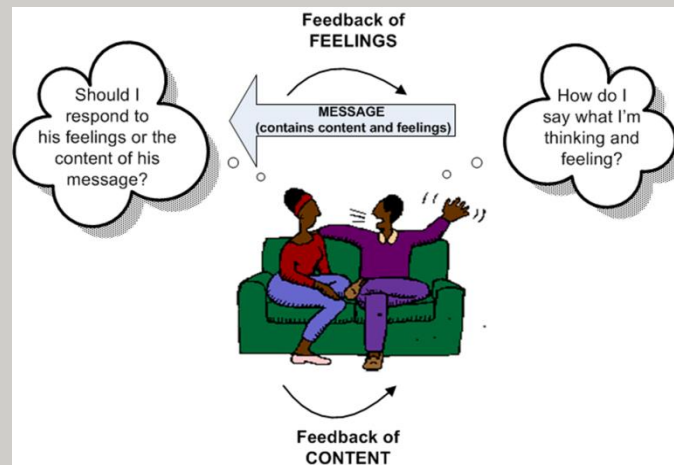 Feedback of
FEELINGS
Should I
respond to
his feelings or the
content of his
message?
MESSAGE
(contains content and feelings)
How do I
say what I'm
thinking and
feeling?
Feedback of
CONTENT